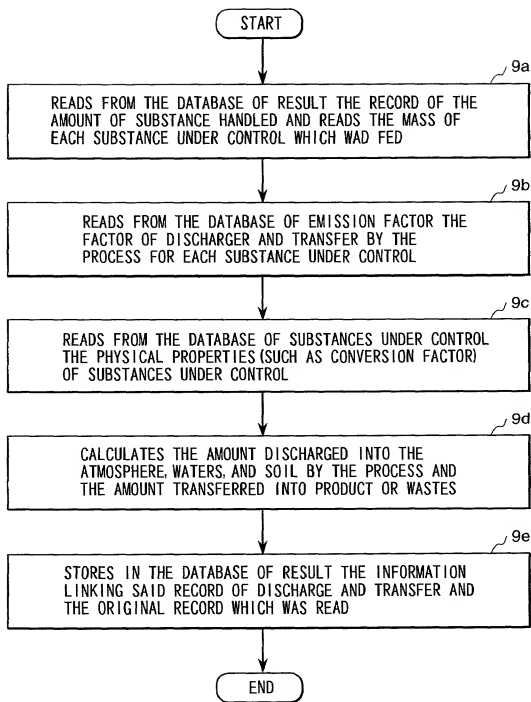 START
9a
READS FROM THE DATABASE OF RESULT THE RECORD OF THE
AMOUNT OF SUBSTANCE HANDLED AND READS THE MASS OF
EACH SUBSTANCE UNDER CONTROL WHICH WAD FED
9b
READS FROM THE DATABASE OF EMISSION FACTOR THE
FACTOR OF DISCHARGER AND TRANSFER BY THE
PROCESS FOR EACH SUBSTANCE UNDER CONTROL
9c
READS FROM THE DATABASE OF SUBSTANCES UNDER CONTROL
THE PHYSICAL PROPERTIES (SUCH AS CONVERSION FACTOR)
OF SUBSTANCES UNDER CONTROL
9d
CALCULATES THE AMOUNT DISCHARGED INTO THE
ATMOSPHERE, WATERS, AND SOIL BY THE PROCESS AND
THE AMOUNT TRANSFERRED INTO PRODUCT OR WASTES
9e
STORES IN THE DATABASE OF RESULT THE INFORMATION
LINKING SAID RECORD OF DISCHARGE AND TRANSFER AND
THE ORIGINAL RECORD WHICH WAS READ
END